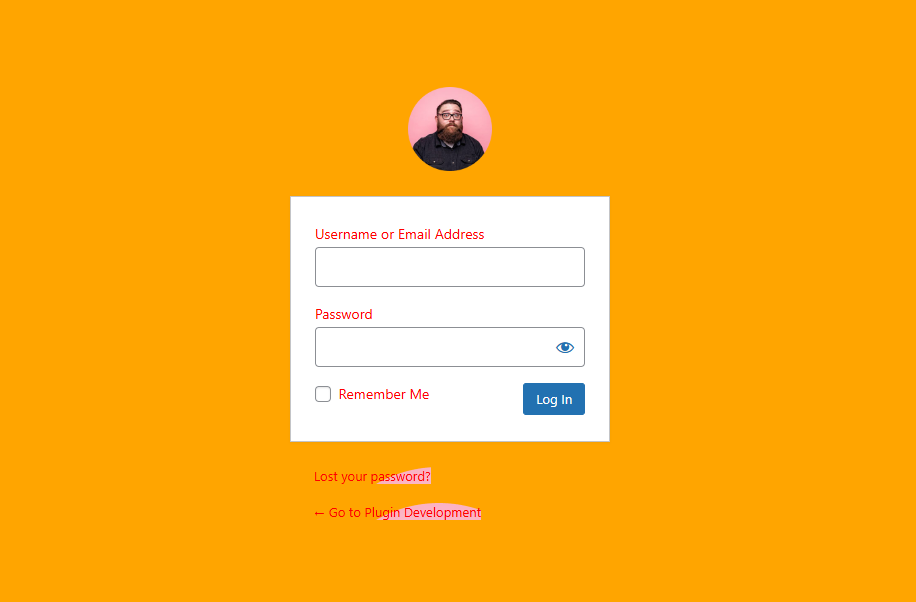 Username or Email Address
Password
Remember Me
Log In
Lost your password?
← Go to Plugin Development